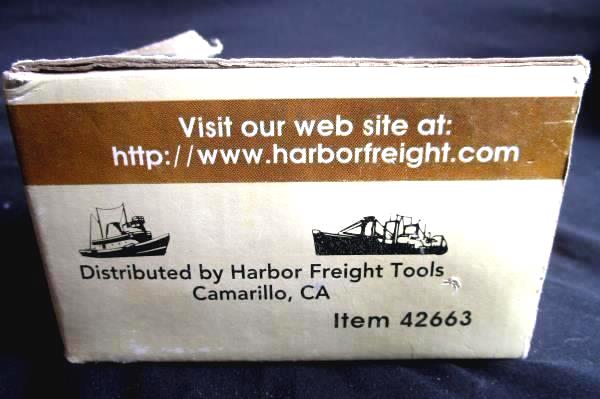 Visit our web site at:
http://www.harborfreight.com
Distributed by Harbor Freight Tools
Camarillo, CA
Item 42663